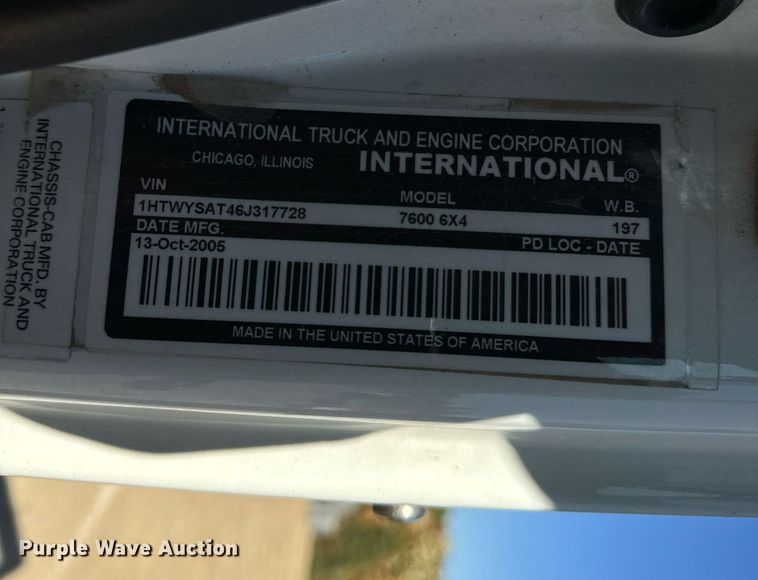 INTERNATIONAL TRUCK AND ENGINE CORPORATION
CHICAGO, ILLINOIS INTERNATIONAL®
VIN MODEL W.B.
1HTWYSAT46J317728 7600 6X4 197
DATE MFG. PD LOC - DATE
13-Oct-2005
MADE IN THE UNITED STATES OF AMERICA
CHASSIS-CAB MFD. BY
INTERNATIONAL TRUCK AND
ENGINE CORPORATION
Purple Wave Auction